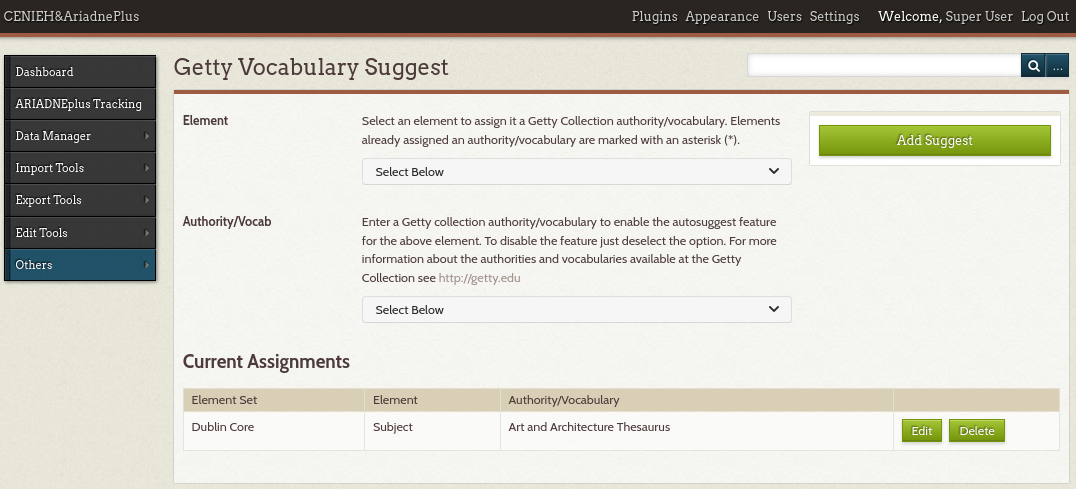 CENIEH&AriadnePlus
Plugins Appearance Users Settings Welcome, Super User Log Out
Dashboard
ARIADNEplus Tracking
Data Manager
Import Tools
Export Tools
Edit Tools
Others
Getty Vocabulary Suggest
...
Element
Select an element to assign it a Getty Collection authority/vocabulary. Elements
already assigned an authority/vocabulary are marked with an asterisk (*).
Select Below
Add Suggest
Authority/Vocab
Enter a Getty collection authority/vocabulary to enable the autosuggest feature
for the above element. To disable the feature just deselect the option. For more
information about the authorities and vocabularies available at the Getty
Collection see http://getty.edu
Select Below
Current Assignments
Element Set Element Authority/Vocabulary
Dublin Core Subject Art and Architecture Thesaurus Edit Delete